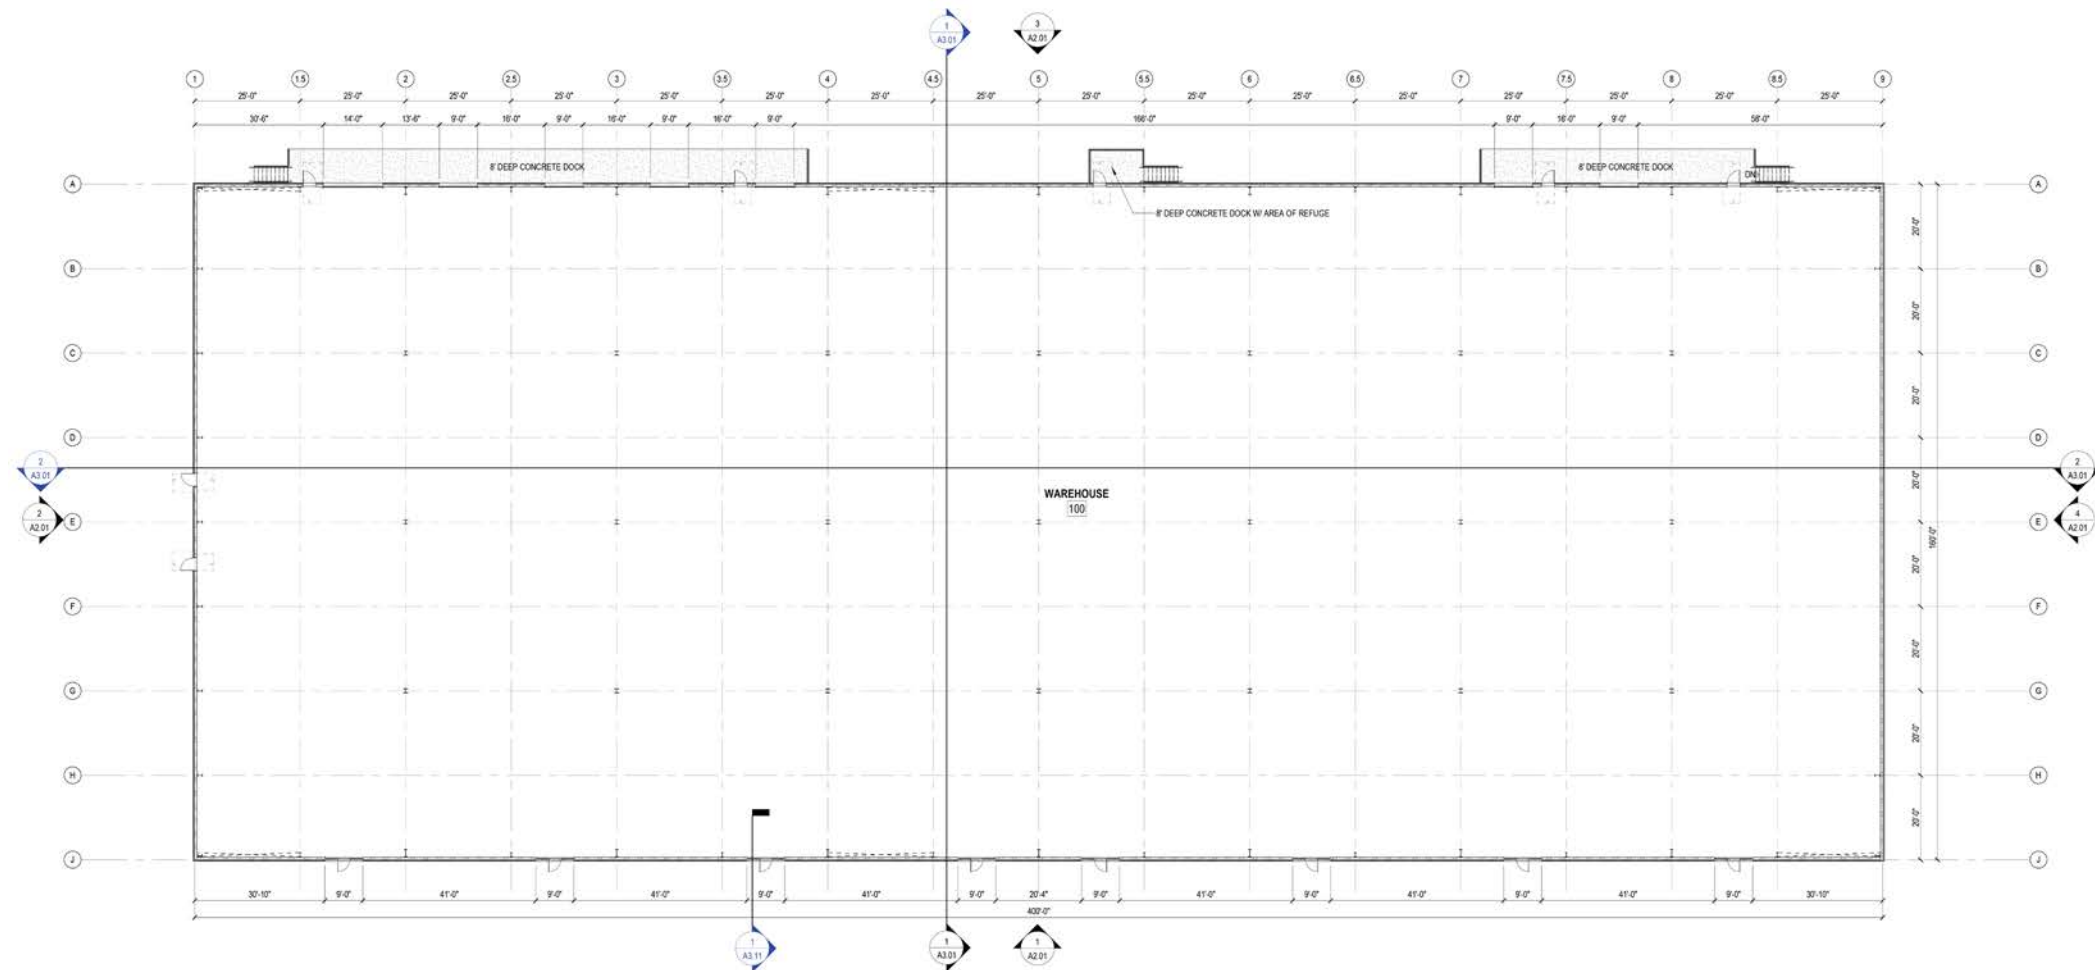 1
A3.01
3
A2.01
1 1.5 2 2.5 3 3.5 4 4.5 5 5.5 6 6.5 7 7.5 8 8.5 9
25'-0" 25'-0" 25'-0" 25'-0" 25'-0" 25'-0" 25'-0" 25'-0" 25'-0" 25'-0" 25'-0" 25'-0" 25'-0" 25'-0" 25'-0" 25'-0"
30'-6" 14'-0" 13'-6" 9'-0" 16'-0" 9'-0" 16'-0" 9'-0" 16'-0" 9'-0" 166'-0" 9'-0" 16'-0" 9'-0" 58'-0"
8' DEEP CONCRETE DOCK
8' DEEP CONCRETE DOCK
DN
A A
8' DEEP CONCRETE DOCK W/ AREA OF REFUGE
20'-0"
B B
20'-0"
C C
20'-0"
D D
2
A3.01
2
A3.01
20'-0"
WAREHOUSE
100
2
A2.01
E E
4
A2.01
160'-0"
20'-0"
F F
20'-0"
G G
20'-0"
H H
20'-0"
J J
30'-10" 9'-0" 41'-0" 9'-0" 41'-0" 9'-0" 41'-0" 9'-0" 20'-4" 9'-0" 41'-0" 9'-0" 41'-0" 9'-0" 41'-0" 9'-0" 30'-10"
400'-0"
1
A3.11
1
A3.01
1
A2.01